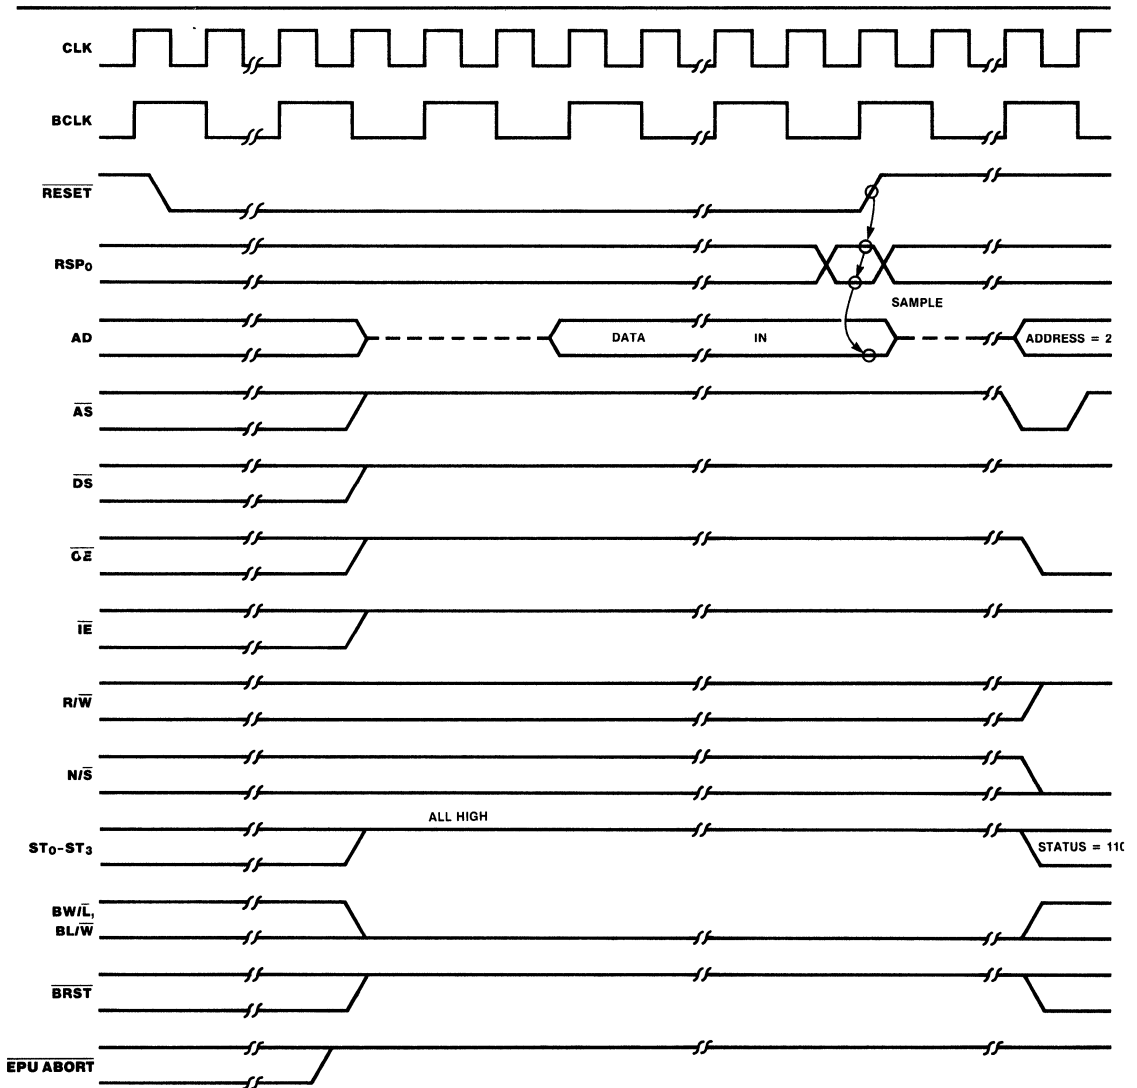 CLK
BCLK
RESET
RSP0
SAMPLE
AD
DATA IN
ADDRESS = 2
AS
DS
OE
IE
R/W
N/S
ALL HIGH
ST0-ST3
STATUS = 110
BW/L,
BL/W
BRST
EPU ABORT